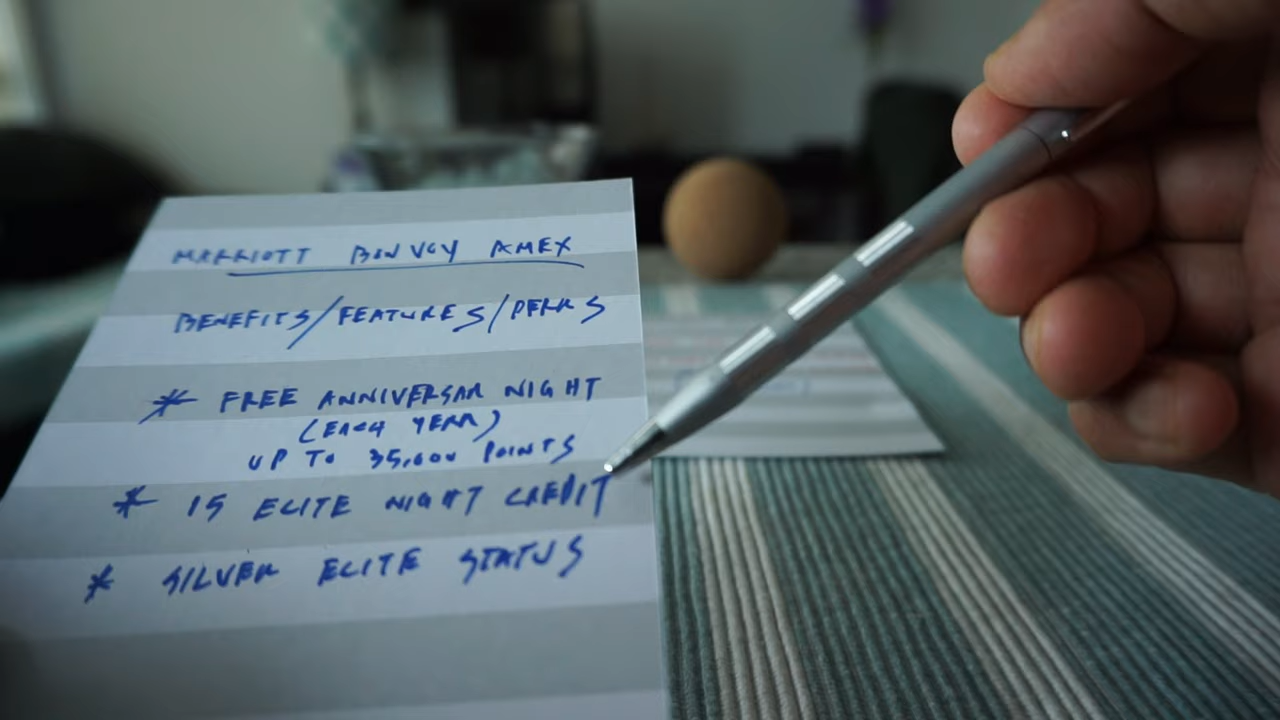 MARRIOTT BONVOY AMEX
BENEFITS/FEATURES/PERKS
* FREE ANNIVERSAR NIGHT
(EACH YEAR)
UP TO 35,000 POINTS
* 15 ELITE NIGHT CREDIT
* SILVER ELITE STATUS